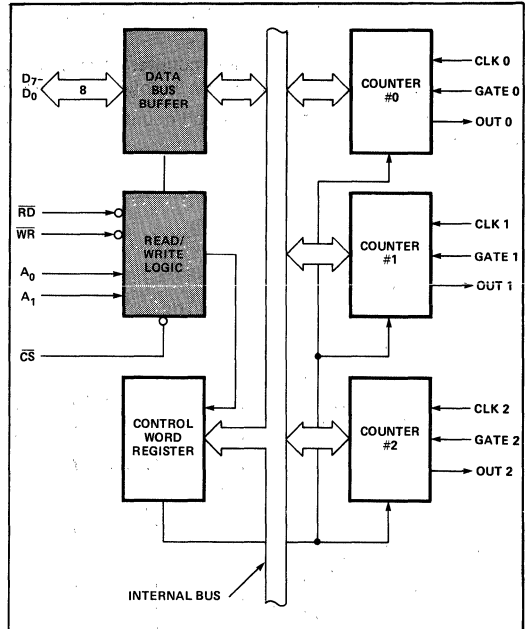 D7-
D0
8
DATA
BUS
BUFFER
COUNTER
#0
CLK 0
GATE 0
OUT 0
RD
WR
A0
A1
CS
READ/
WRITE
LOGIC
COUNTER
#1
CLK 1
GATE 1
OUT 1
CONTROL
WORD
REGISTER
COUNTER
#2
CLK 2
GATE 2
OUT 2
INTERNAL BUS